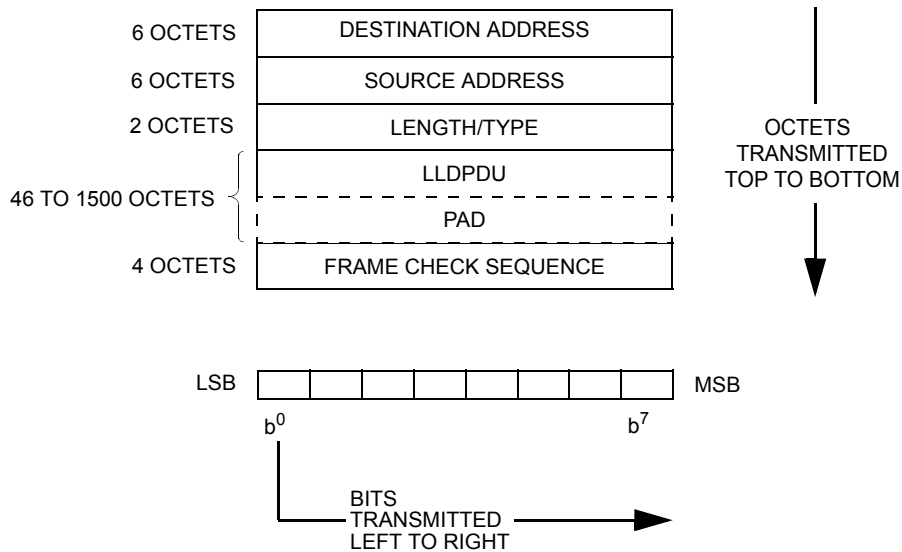 6 OCTETS DESTINATION ADDRESS
6 OCTETS SOURCE ADDRESS
2 OCTETS LENGTH/TYPE
46 TO 1500 OCTETS
LLDPDU
PAD
4 OCTETS FRAME CHECK SEQUENCE
OCTETS
TRANSMITTED
TOP TO BOTTOM
LSB MSB
b0 b7
BITS
TRANSMITTED
LEFT TO RIGHT